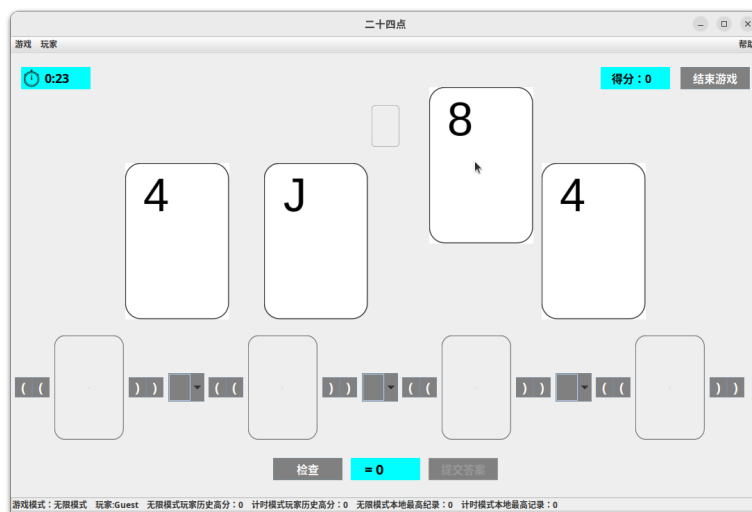 二十四点
游戏 玩家 帮助
0:23 得分：0 结束游戏
8
4 J 4
( ( ) ) ( ( ) ) ( ( ) ) ( ( ) )
检查 = 0 提交答案
游戏模式：无限模式 玩家:Guest 无限模式玩家历史高分：0 计时模式玩家历史高分：0 无限模式本地最高纪录：0 计时模式本地最高记录：0